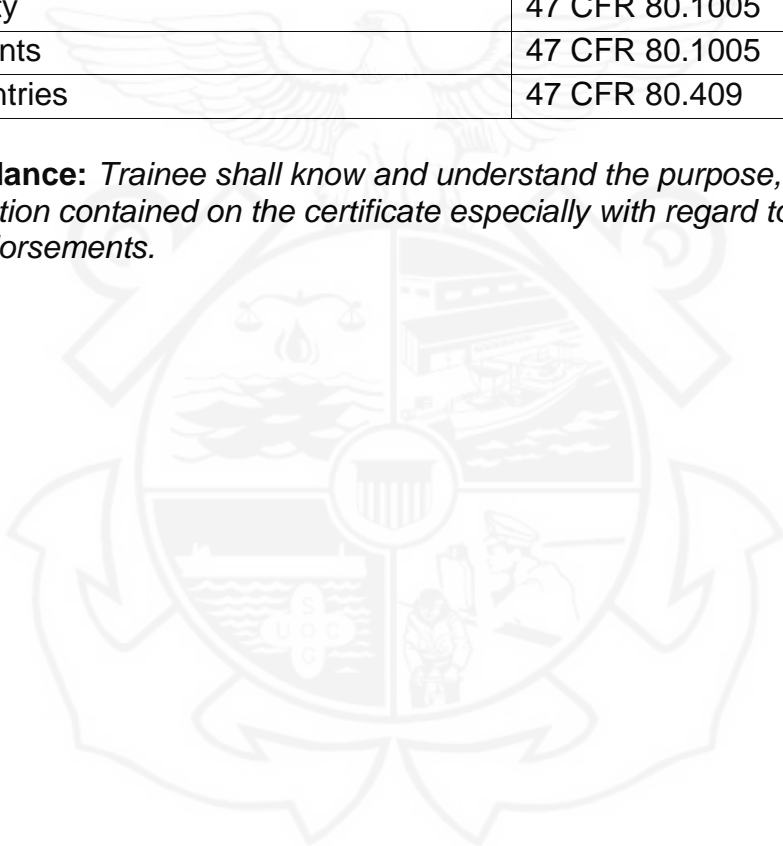 ty 47 CFR 80.1005
nts 47 CFR 80.1005
ntries 47 CFR 80.409
lance: Trainee shall know and understand the purpose,
tion contained on the certificate especially with regard to
dorsements.
S
U O C
G